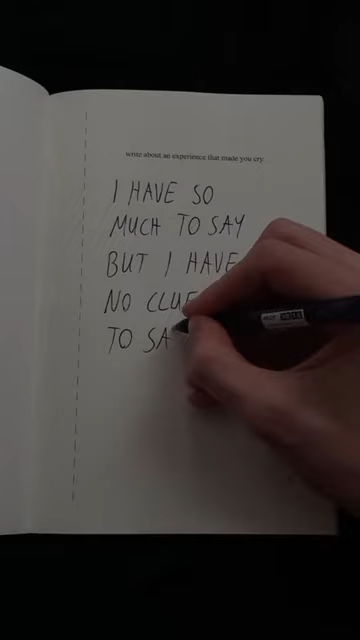 write about an experience that made you cry
I HAVE SO
MUCH TO SAY
BUT I HAVE
NO CLUE
TO SA